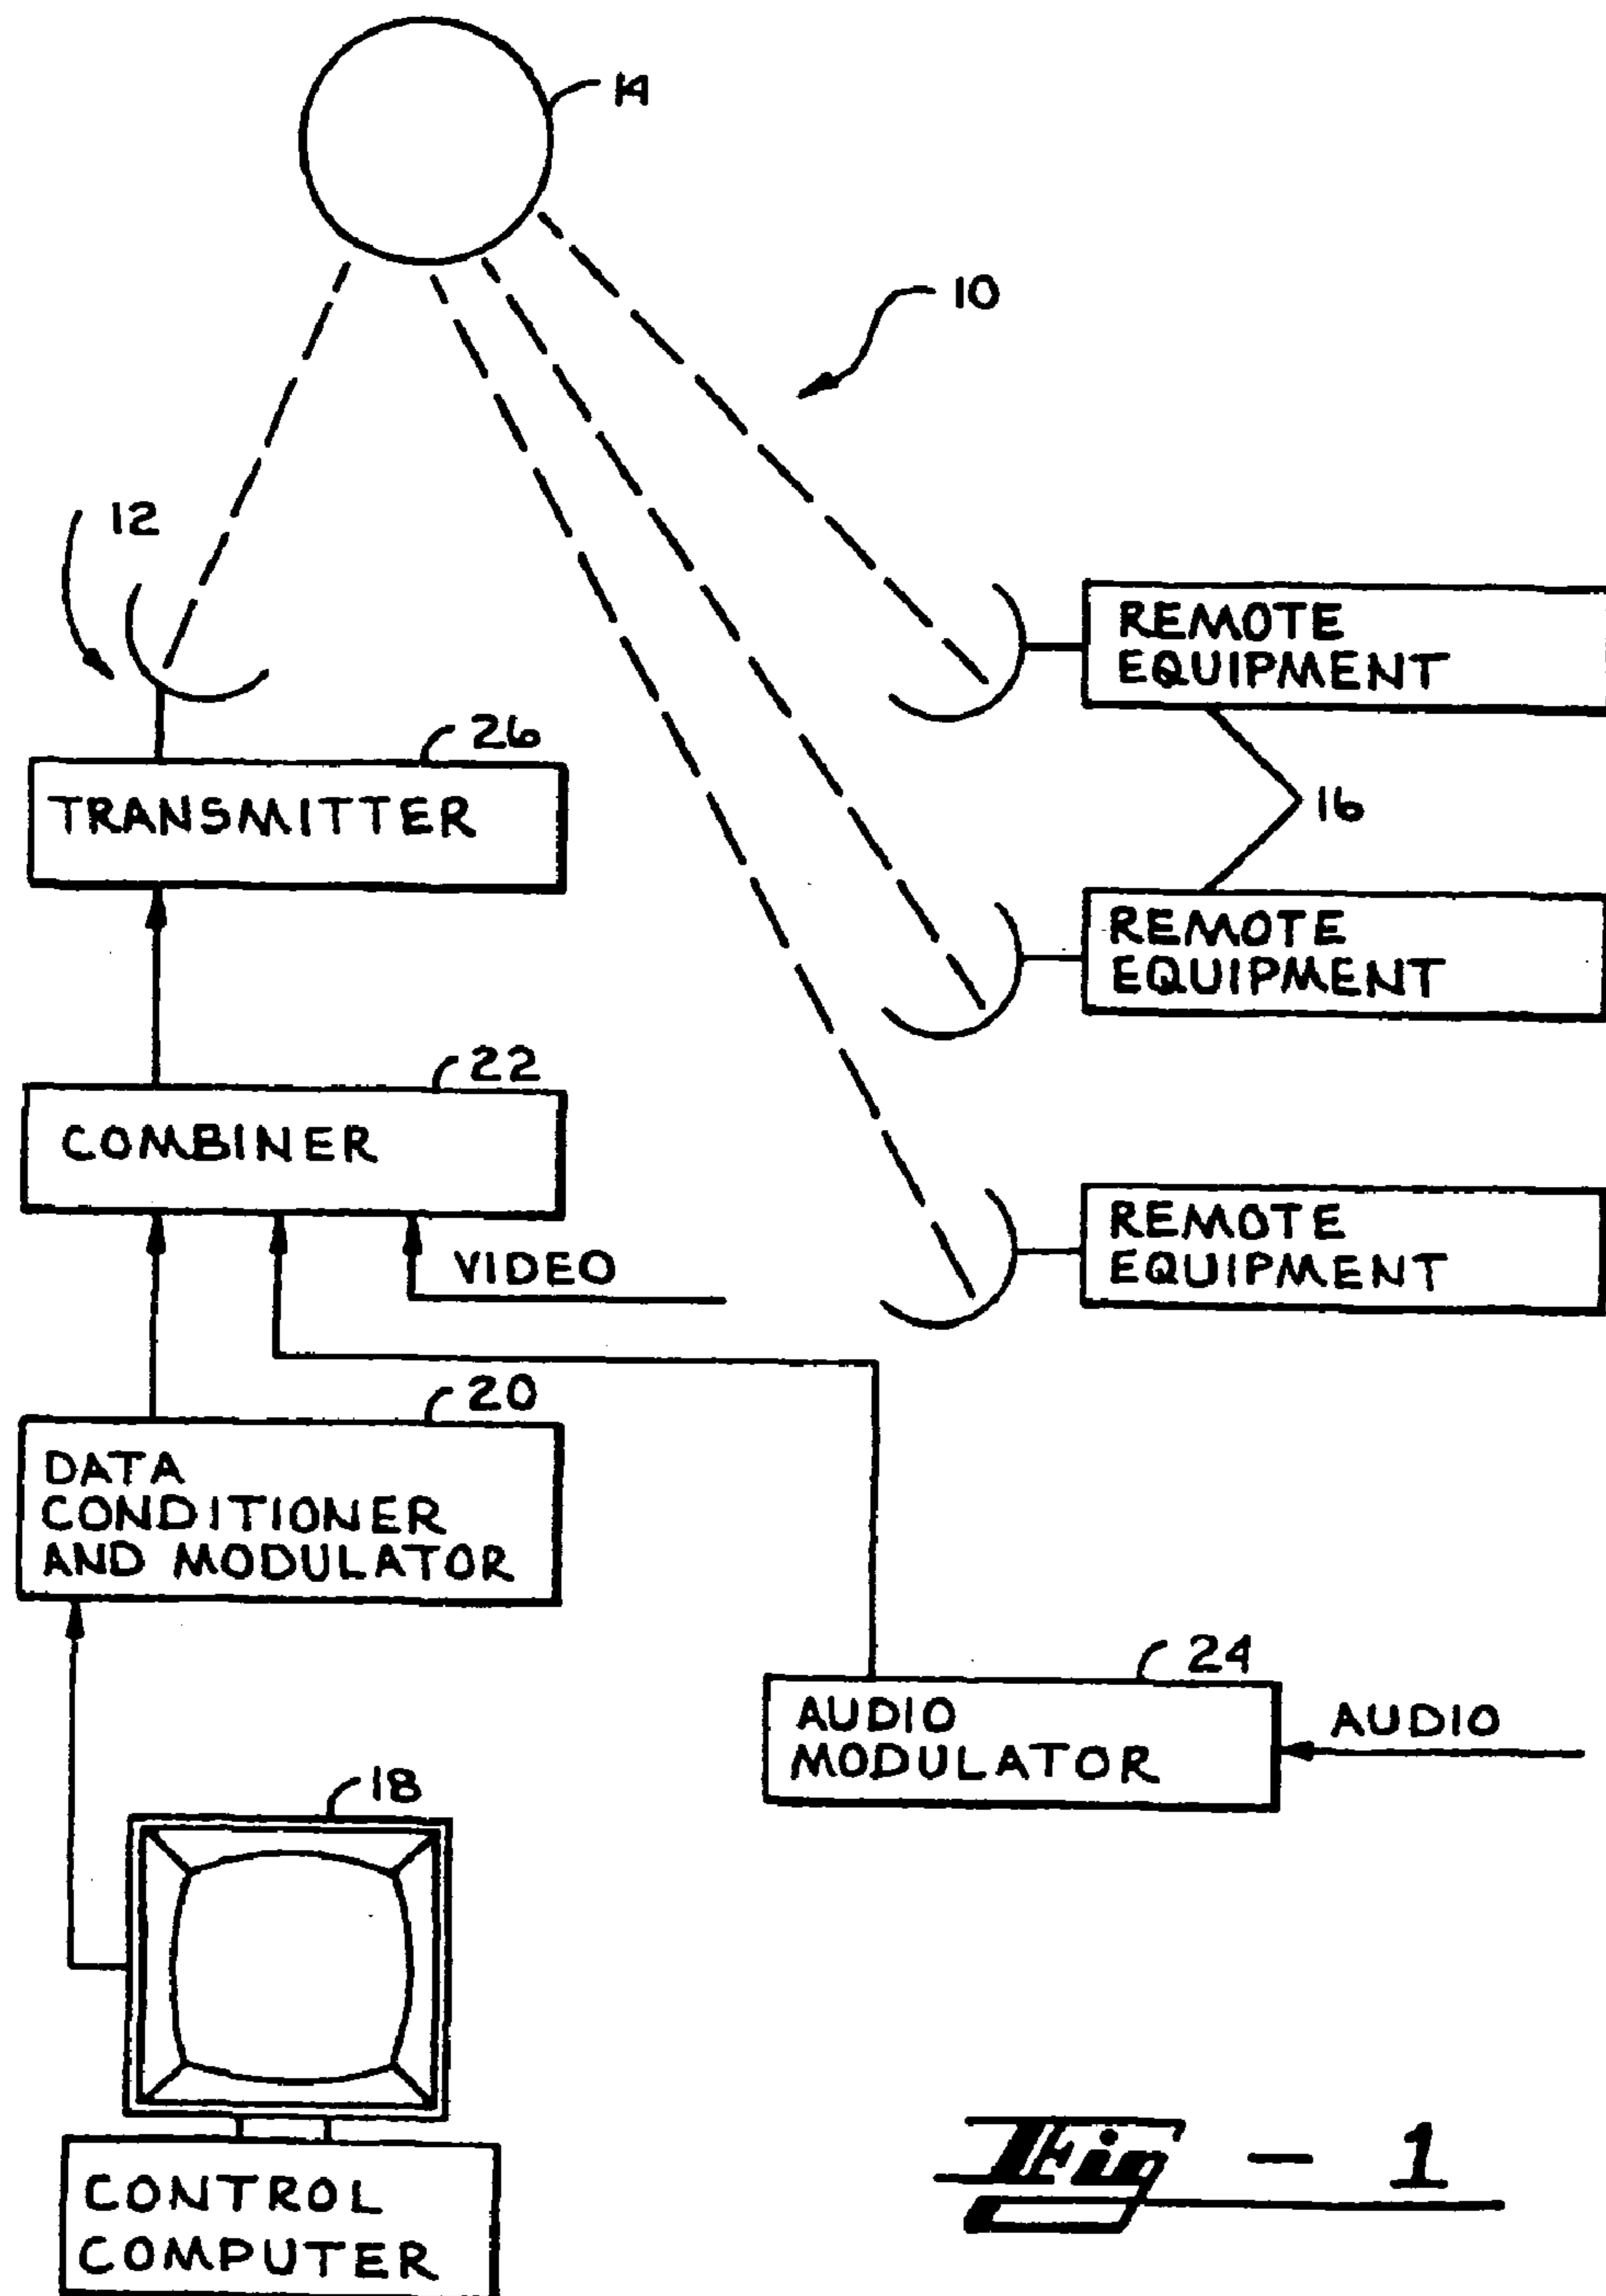 14
10
12
REMOTE
EQUIPMENT
26
TRANSMITTER
16
REMOTE
EQUIPMENT
22
COMBINER
REMOTE
EQUIPMENT
VIDEO
20
DATA
CONDITIONER
AND MODULATOR
24
AUDIO
MODULATOR
AUDIO
18
CONTROL
COMPUTER
Fig - 1